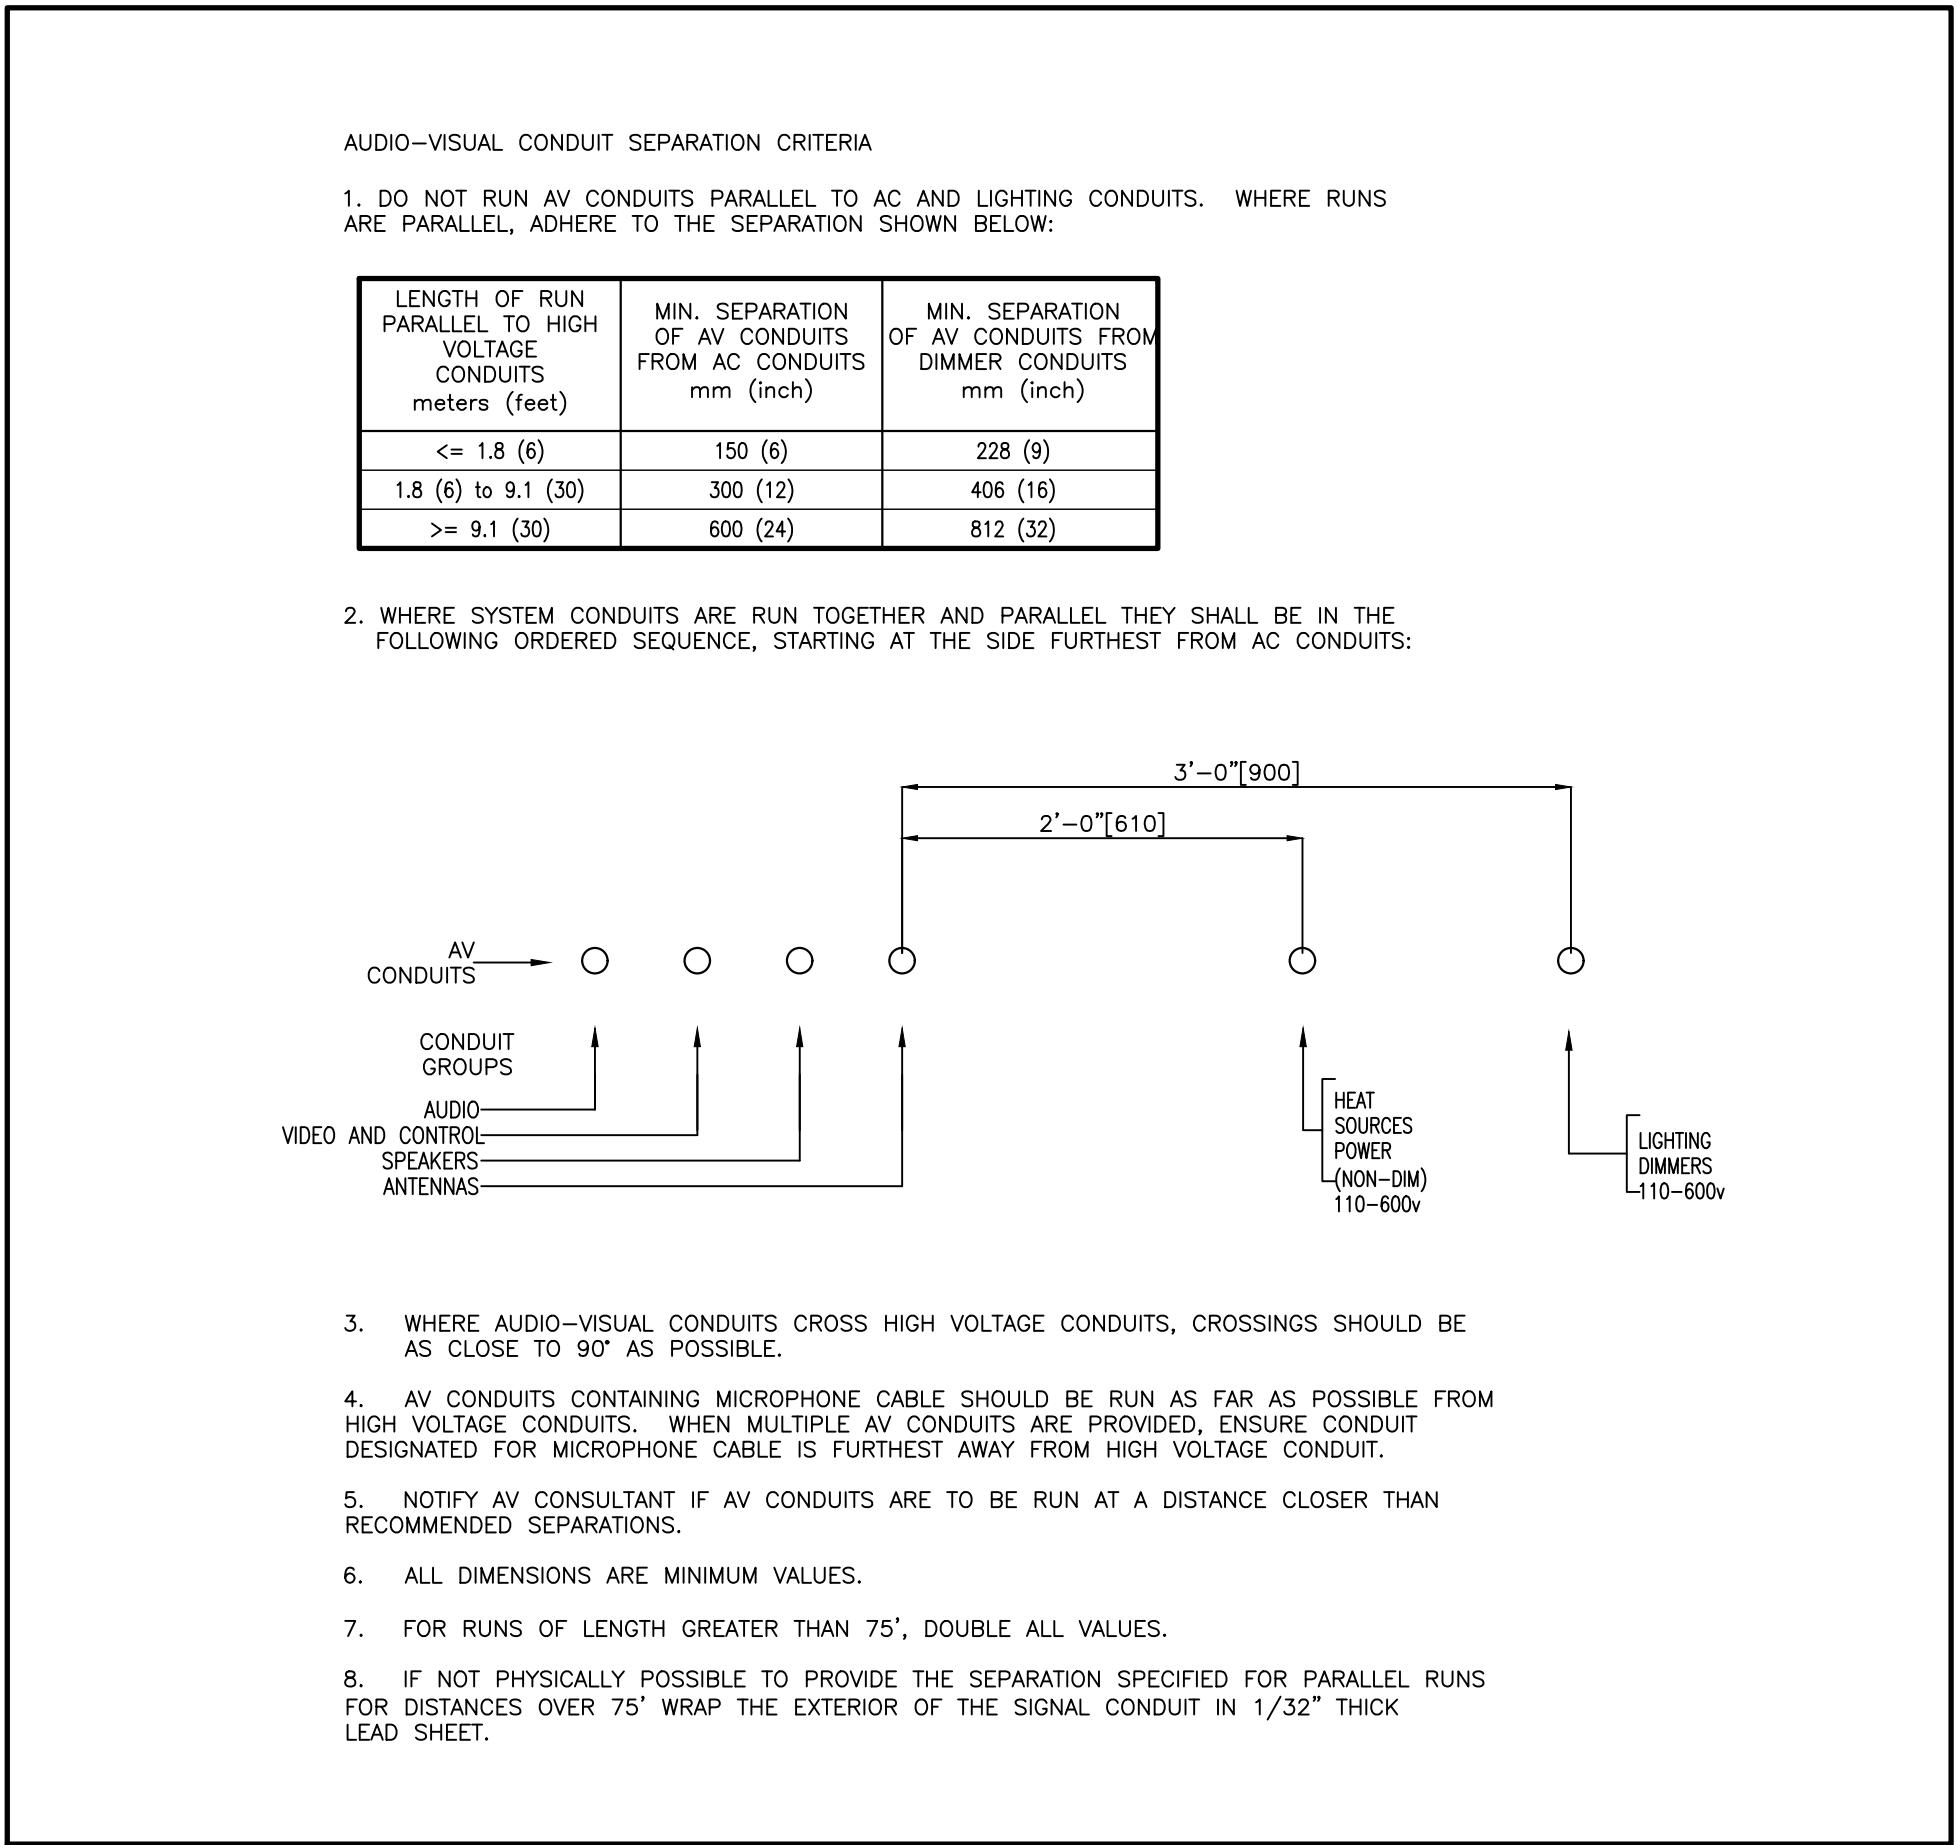 AUDIO-VISUAL CONDUIT SEPARATION CRITERIA
1. DO NOT RUN AV CONDUITS PARALLEL TO AC AND LIGHTING CONDUITS. WHERE RUNS
ARE PARALLEL, ADHERE TO THE SEPARATION SHOWN BELOW:
LENGTH OF RUN
PARALLEL TO HIGH
VOLTAGE
CONDUITS
meters (feet)
MIN. SEPARATION
OF AV CONDUITS
FROM AC CONDUITS
mm (inch)
MIN. SEPARATION
OF AV CONDUITS FROM
DIMMER CONDUITS
mm (inch)
<= 1.8 (6) 150 (6) 228 (9)
1.8 (6) to 9.1 (30) 300 (12) 406 (16)
>= 9.1 (30) 600 (24) 812 (32)
2. WHERE SYSTEM CONDUITS ARE RUN TOGETHER AND PARALLEL THEY SHALL BE IN THE
FOLLOWING ORDERED SEQUENCE, STARTING AT THE SIDE FURTHEST FROM AC CONDUITS:
3'-0"[900]
2'-0"[610]
AV
CONDUITS
CONDUIT
GROUPS
AUDIO
VIDEO AND CONTROL
SPEAKERS
ANTENNAS
HEAT
SOURCES
POWER
(NON-DIM)
110-600v
LIGHTING
DIMMERS
110-600v
3. WHERE AUDIO-VISUAL CONDUITS CROSS HIGH VOLTAGE CONDUITS, CROSSINGS SHOULD BE
AS CLOSE TO 90° AS POSSIBLE.
4. AV CONDUITS CONTAINING MICROPHONE CABLE SHOULD BE RUN AS FAR AS POSSIBLE FROM
HIGH VOLTAGE CONDUITS. WHEN MULTIPLE AV CONDUITS ARE PROVIDED, ENSURE CONDUIT
DESIGNATED FOR MICROPHONE CABLE IS FURTHEST AWAY FROM HIGH VOLTAGE CONDUIT.
5. NOTIFY AV CONSULTANT IF AV CONDUITS ARE TO BE RUN AT A DISTANCE CLOSER THAN
RECOMMENDED SEPARATIONS.
6. ALL DIMENSIONS ARE MINIMUM VALUES.
7. FOR RUNS OF LENGTH GREATER THAN 75', DOUBLE ALL VALUES.
8. IF NOT PHYSICALLY POSSIBLE TO PROVIDE THE SEPARATION SPECIFIED FOR PARALLEL RUNS
FOR DISTANCES OVER 75' WRAP THE EXTERIOR OF THE SIGNAL CONDUIT IN 1/32" THICK
LEAD SHEET.